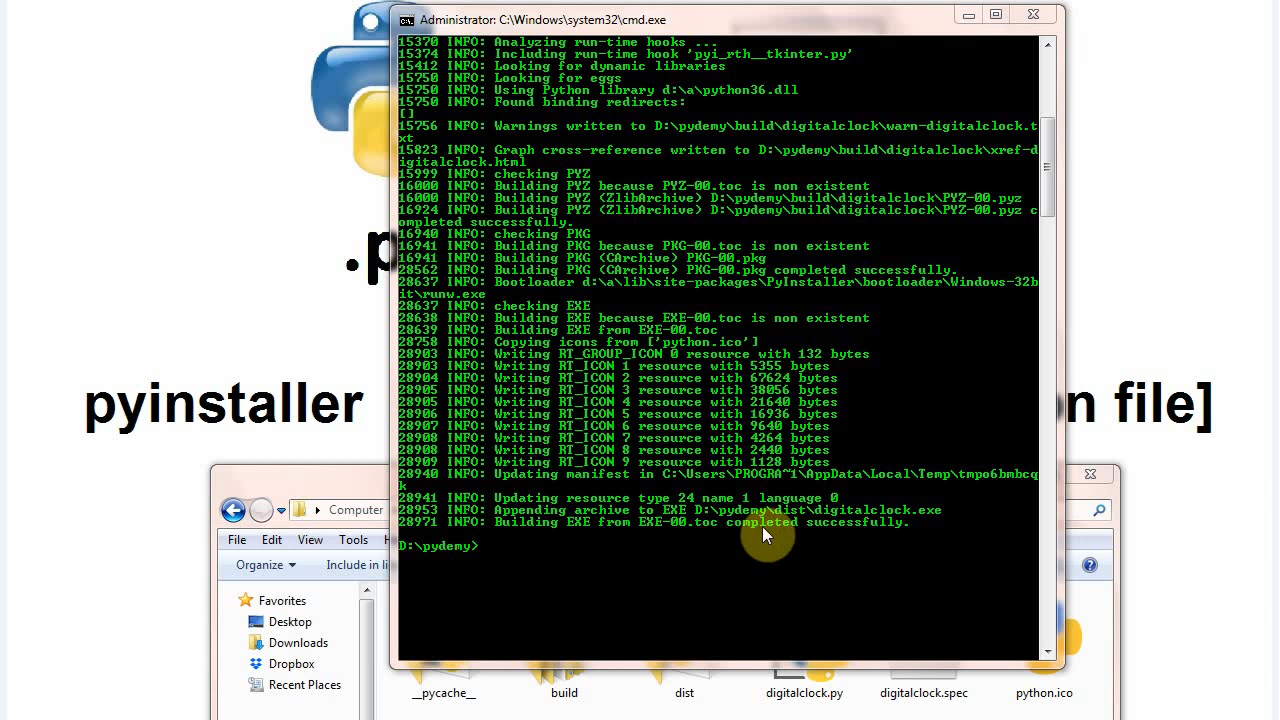 Administrator: C:\Windows\system32\cmd.exe
15370 INFO: Analyzing run-time hooks ...
15374 INFO: Including run-time hook 'pyi_rth__tkinter.py'
15412 INFO: Looking for dynamic libraries
15750 INFO: Looking for eggs
15750 INFO: Using Python library d:\a\python36.dll
15750 INFO: Found binding redirects:
[]
15756 INFO: Warnings written to D:\pydemy\build\digitalclock\warn-digitalclock.t
xt
15823 INFO: Graph cross-reference written to D:\pydemy\build\digitalclock\xref-d
igitalclock.html
15999 INFO: checking PYZ
16000 INFO: Building PYZ because PYZ-00.toc is non existent
16000 INFO: Building PYZ (ZlibArchive) D:\pydemy\build\digitalclock\PYZ-00.pyz
16924 INFO: Building PYZ (ZlibArchive) D:\pydemy\build\digitalclock\PYZ-00.pyz c
ompleted successfully.
16940 INFO: checking PKG
16941 INFO: Building PKG because PKG-00.toc is non existent
16941 INFO: Building PKG (CArchive) PKG-00.pkg
28562 INFO: Building PKG (CArchive) PKG-00.pkg completed successfully.
28637 INFO: Bootloader d:\a\lib\site-packages\PyInstaller\bootloader\Windows-32b
it\runw.exe
28637 INFO: checking EXE
28638 INFO: Building EXE because EXE-00.toc is non existent
28639 INFO: Building EXE from EXE-00.toc
28758 INFO: Copying icons from ['python.ico']
28903 INFO: Writing RT_GROUP_ICON 0 resource with 132 bytes
28903 INFO: Writing RT_ICON 1 resource with 5355 bytes
28904 INFO: Writing RT_ICON 2 resource with 67624 bytes
28905 INFO: Writing RT_ICON 3 resource with 38056 bytes
28905 INFO: Writing RT_ICON 4 resource with 21640 bytes
28906 INFO: Writing RT_ICON 5 resource with 16936 bytes
28907 INFO: Writing RT_ICON 6 resource with 9640 bytes
28908 INFO: Writing RT_ICON 7 resource with 4264 bytes
28908 INFO: Writing RT_ICON 8 resource with 2440 bytes
28909 INFO: Writing RT_ICON 9 resource with 1128 bytes
28940 INFO: Updating manifest in C:\Users\PROGRA~1\AppData\Local\Temp\tmpo6bmbcq
k
28941 INFO: Updating resource type 24 name 1 language 0
28953 INFO: Appending archive to EXE D:\pydemy\dist\digitalclock.exe
28971 INFO: Building EXE from EXE-00.toc completed successfully.
D:\pydemy>
.p
pyinstaller
n file]
Computer
File Edit View Tools
Organize Include in li
Favorites
Desktop
Downloads
Dropbox
Recent Places
__pycache__ build dist digitalclock.py digitalclock.spec python.ico